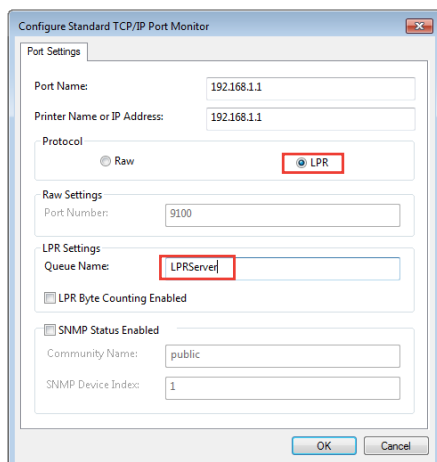 Configure Standard TCP/IP Port Monitor
Port Settings
Port Name: 192.168.1.1
Printer Name or IP Address: 192.168.1.1
Protocol
Raw LPR
Raw Settings
Port Number: 9100
LPR Settings
Queue Name: LPRServer
LPR Byte Counting Enabled
SNMP Status Enabled
Community Name: public
SNMP Device Index: 1
OK Cancel